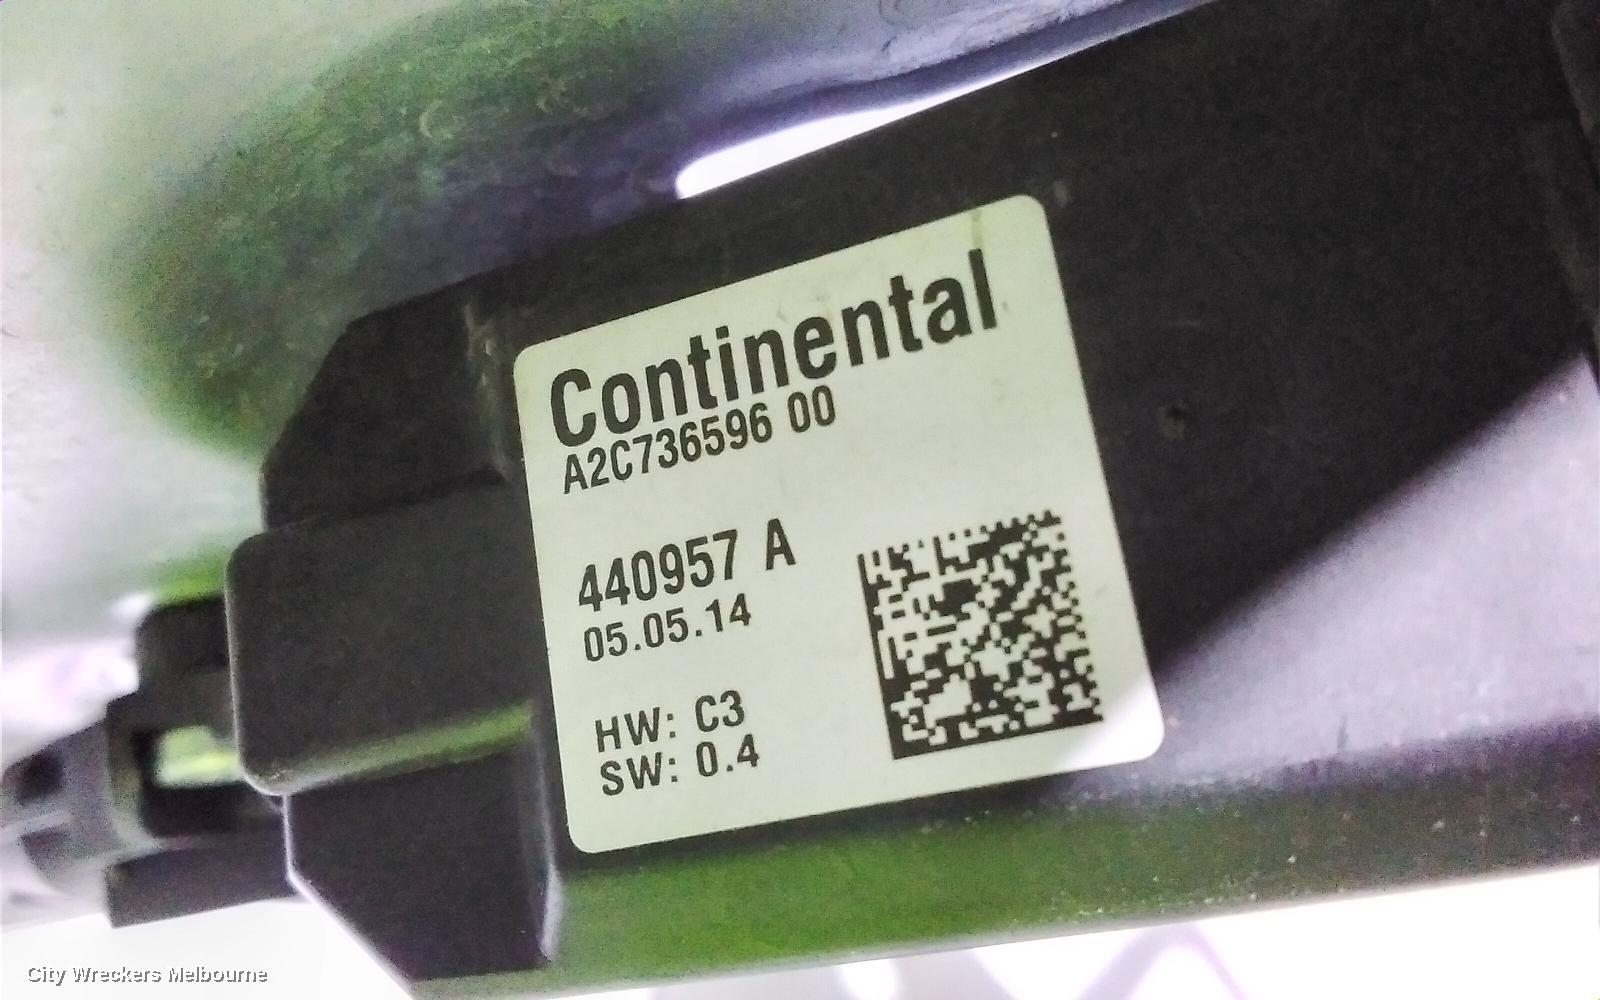 Continental
A2C736596 00
440957 A
05.05.14
HW: C3
SW: 0.4
City Wreckers Melbourne